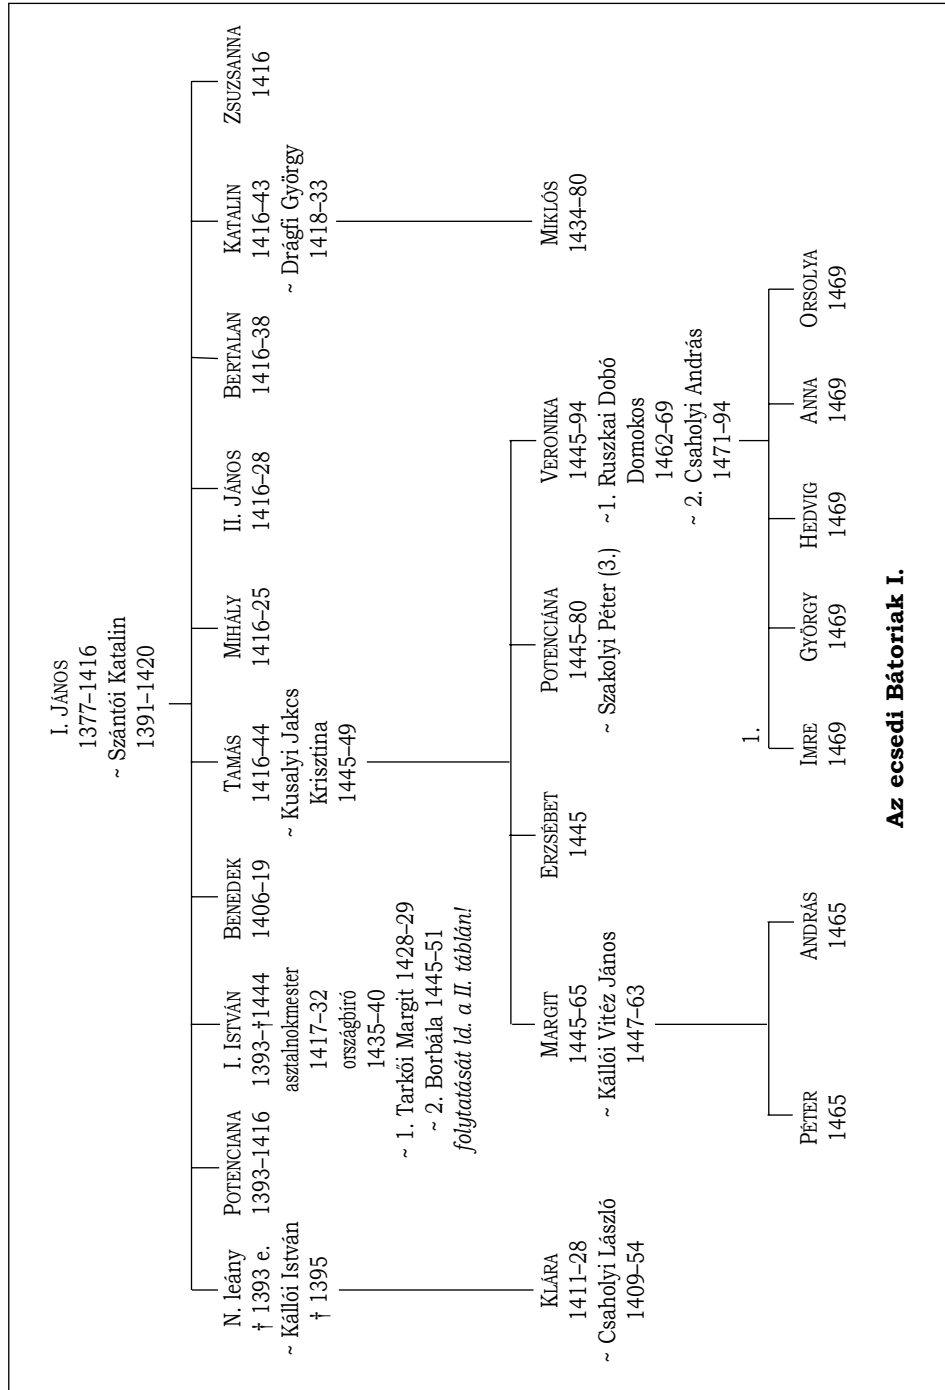 I. JÁNOS
1377–1416
~ Szántói Katalin
1391–1420
N. leány
† 1393 e.
~ Kállói István
† 1395
POTENCIANA
1393–1416
I. ISTVÁN
1393–†1444
asztalnokmester
1417–32
országbíró
1435–40
~ 1. Tarkői Margit 1428–29
~ 2. Borbála 1445–51
folytatását ld. a II. táblán!
BENEDEK
1406–19
TAMÁS
1416–44
~ Kusalyi Jakcs
Krisztina
1445–49
MIHÁLY
1416–25
II. JÁNOS
1416–28
BERTALAN
1416–38
KATALIN
1416–43
~ Drágfi György
1418–33
ZSUZSANNA
1416
KLÁRA
1411–28
~ Csaholyi László
1409–54
MARGIT
1445–65
~ Kállói Vitéz János
1447–63
ERZSÉBET
1445
POTENCIÁNA
1445–80
~ Szakolyi Péter (3.)
VERONIKA
1445–94
~1. Ruszkai Dobó
Domokos
1462–69
~ 2. Csaholyi András
1471–94
MIKLÓS
1434–80
PÉTER
1465
ANDRÁS
1465
1.
IMRE
1469
GYÖRGY
1469
HEDVIG
1469
ANNA
1469
ORSOLYA
1469
Az ecsedi Bátoriak I.